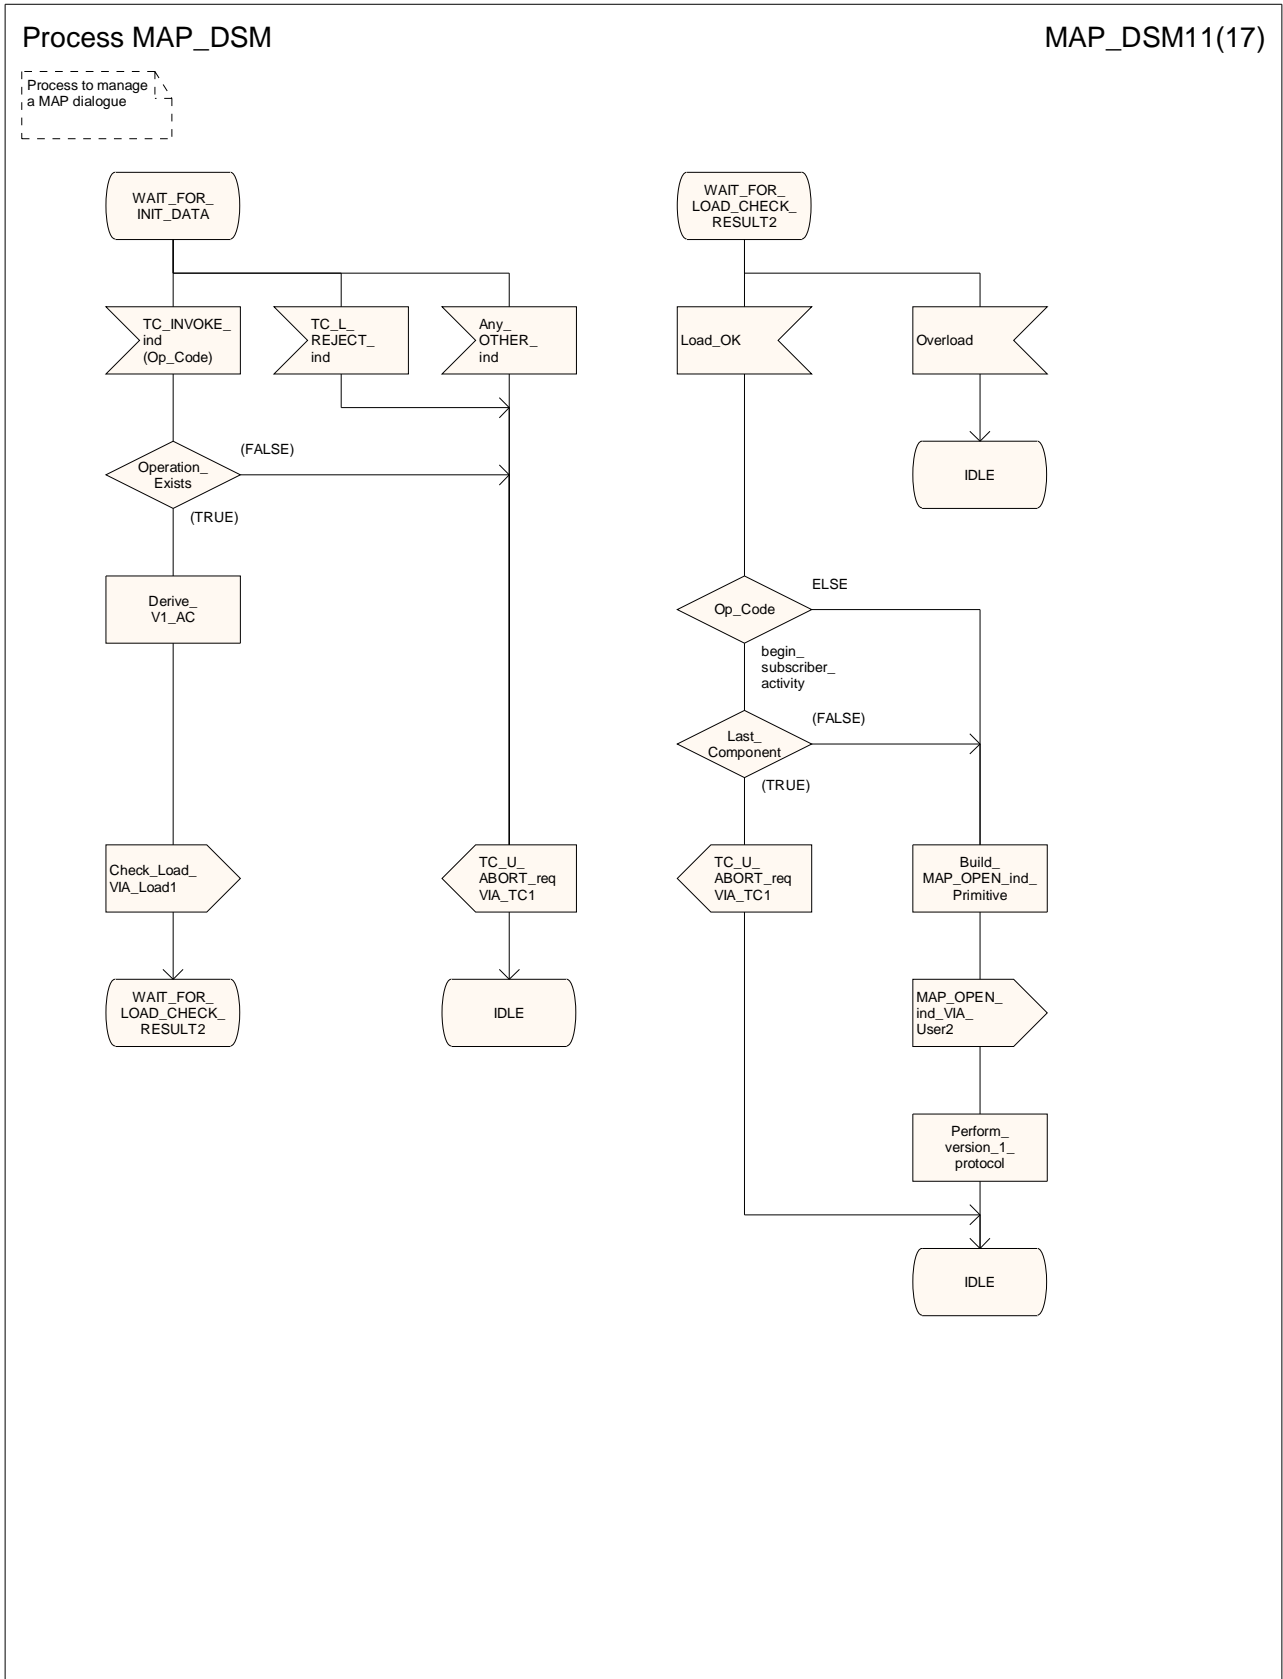 Process MAP_DSM
MAP_DSM11(17)
Process to manage
a MAP dialogue
WAIT_FOR_
INIT_DATA
TC_INVOKE_
ind
(Op_Code)
TC_L_
REJECT_
ind
Any_
OTHER_
ind
Operation_
Exists
(FALSE)
(TRUE)
Derive_
V1_AC
Check_Load_
VIA_Load1
WAIT_FOR_
LOAD_CHECK_
RESULT2
TC_U_
ABORT_req
VIA_TC1
IDLE
WAIT_FOR_
LOAD_CHECK_
RESULT2
Load_OK
Overload
IDLE
Op_Code
ELSE
begin_
subscriber_
activity
Last_
Component
(FALSE)
(TRUE)
TC_U_
ABORT_req
VIA_TC1
Build_
MAP_OPEN_ind_
Primitive
MAP_OPEN_
ind_VIA_
User2
Perform_
version_1_
protocol
IDLE